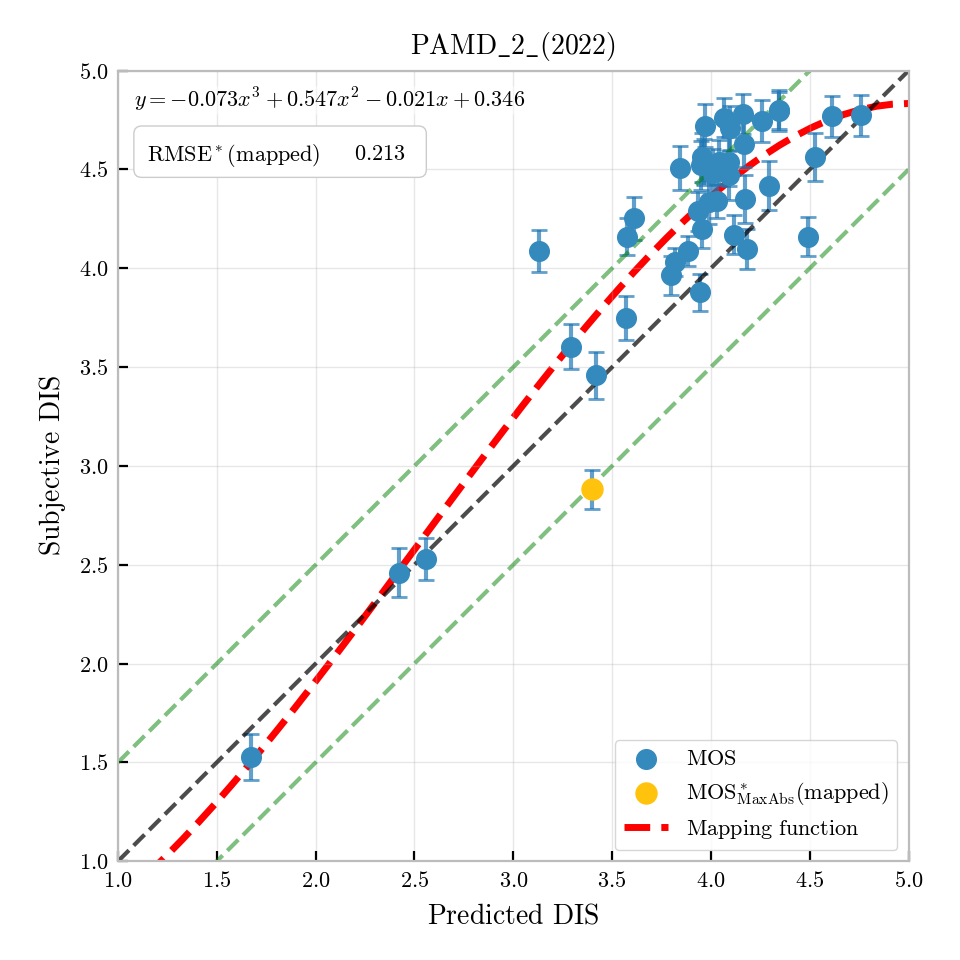 PAMD_2_(2022)
y = −0.073x³ + 0.547x² − 0.021x + 0.346
RMSE*(mapped) 0.213
5.0
4.5
4.0
3.5
3.0
2.5
2.0
1.5
1.0
Subjective DIS
MOS
MOS*MaxAbs(mapped)
Mapping function
1.0 1.5 2.0 2.5 3.0 3.5 4.0 4.5 5.0
Predicted DIS